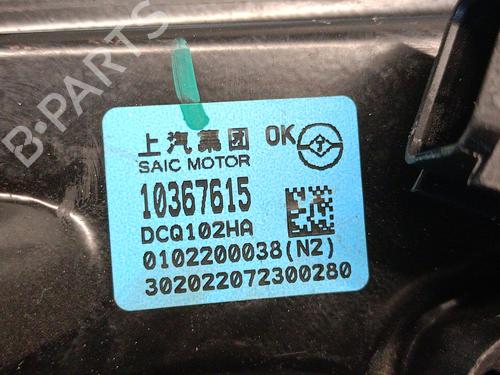 B-PARTS
上汽集团 OK
SAIC MOTOR
10367615
DCQ102HA
0102200038(N2)
302022072300280